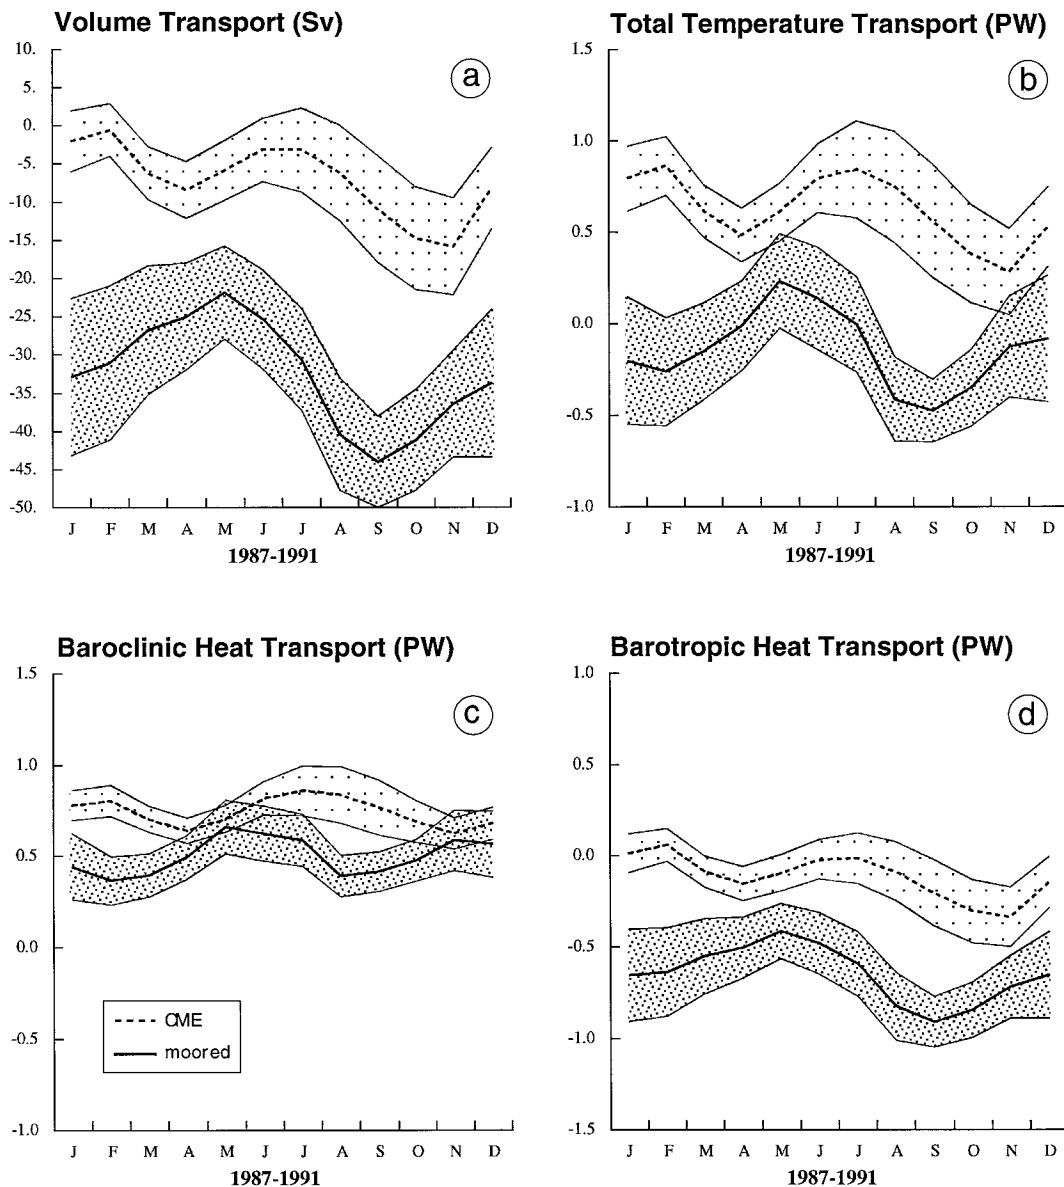 Volume Transport (Sv)
a
10.
5.
0.
-5.
-10.
-15.
-20.
-25.
-30.
-35.
-40.
-45.
-50.
J F M A M J J A S O N D
1987-1991
Total Temperature Transport (PW)
b
1.5
1.0
0.5
0.0
-0.5
-1.0
J F M A M J J A S O N D
1987-1991
Baroclinic Heat Transport (PW)
c
1.5
1.0
0.5
0.0
-0.5
-1.0
CME
moored
J F M A M J J A S O N D
1987-1991
Barotropic Heat Transport (PW)
d
1.0
0.5
0.0
-0.5
-1.0
-1.5
J F M A M J J A S O N D
1987-1991